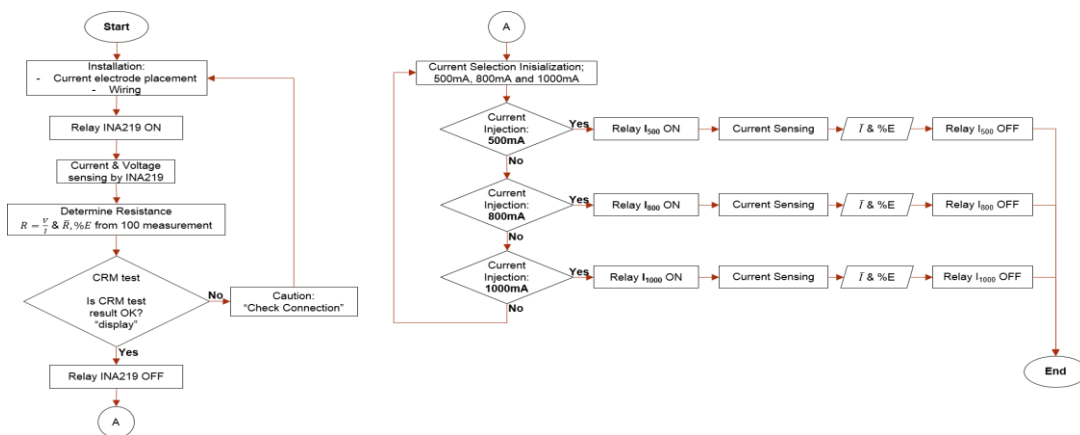 Start
Installation:
- Current electrode placement
- Wiring
Relay INA219 ON
Current & Voltage
sensing by INA219
Determine Resistance
R = V/I & R̄, %E from 100 measurement
CRM test
Is CRM test
result OK?
“display”
No
Caution:
“Check Connection”
Yes
Relay INA219 OFF
A
A
Current Selection Inisialization;
500mA, 800mA and 1000mA
Current
Injection:
500mA
Yes
Relay I500 ON
Current Sensing
Ī & %E
Relay I500 OFF
No
Current
Injection:
800mA
Yes
Relay I800 ON
Current Sensing
Ī & %E
Relay I800 OFF
No
Current
Injection:
1000mA
Yes
Relay I1000 ON
Current Sensing
Ī & %E
Relay I1000 OFF
No
End